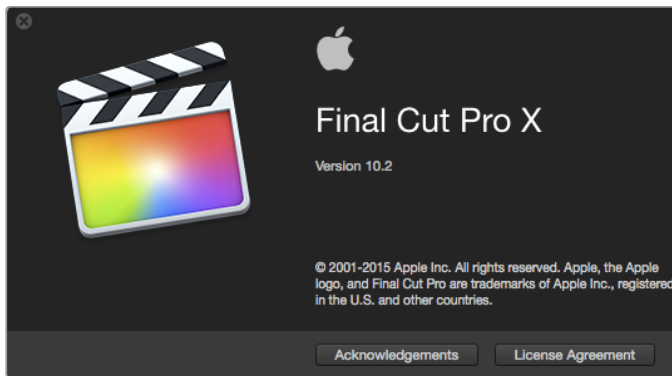 Final Cut Pro X
Version 10.2
© 2001-2015 Apple Inc. All rights reserved. Apple, the Apple
logo, and Final Cut Pro are trademarks of Apple Inc., registered
in the U.S. and other countries.
Acknowledgements
License Agreement